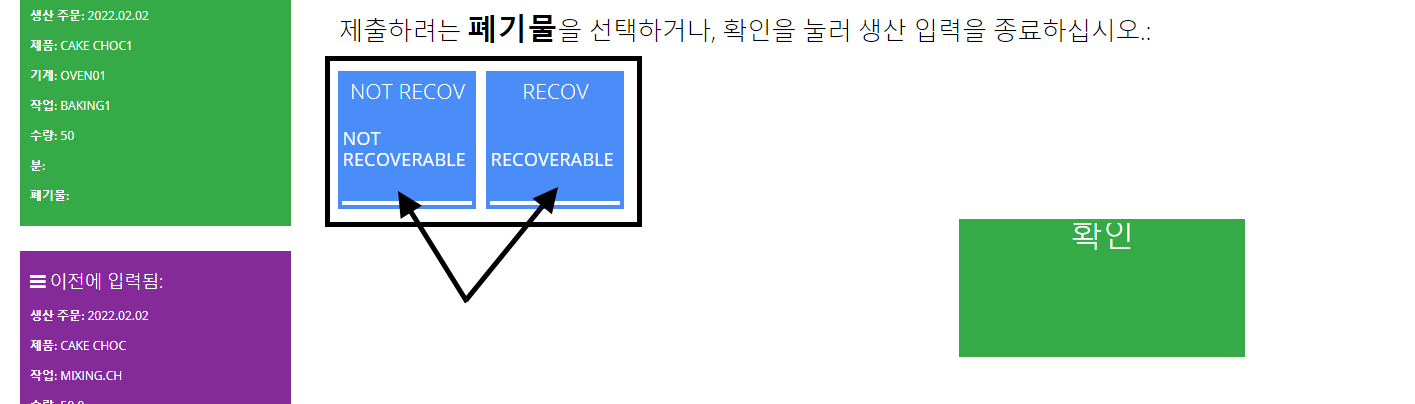 생산 주문: 2022.02.02
제품: CAKE CHOC1
기계: OVEN01
작업: BAKING1
수량: 50
분:
폐기물:
이전에 입력됨:
생산 주문: 2022.02.02
제품: CAKE CHOC
작업: MIXING.CH
제출하려는 폐기물을 선택하거나, 확인을 눌러 생산 입력을 종료하십시오.:
NOT RECOV
NOT
RECOVERABLE
RECOV
RECOVERABLE
확인